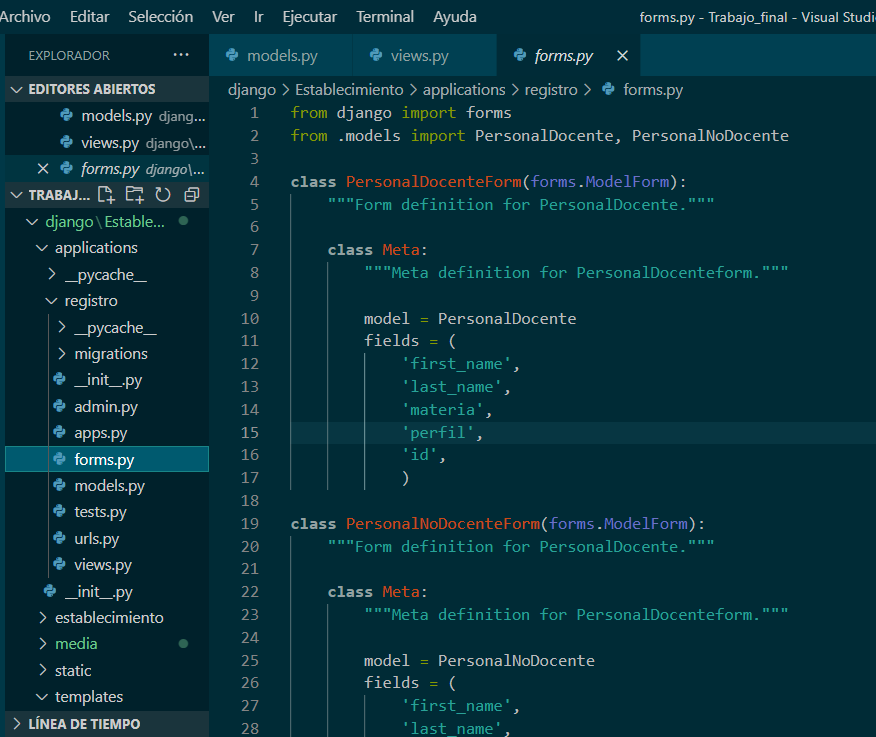 Archivo Editar Selección Ver Ir Ejecutar Terminal Ayuda forms.py - Trabajo_final - Visual Studio
EXPLORADOR ...
EDITORES ABIERTOS
models.py djang...
views.py django\...
forms.py django\...
TRABAJ...
django\Estable...
applications
__pycache__
registro
__pycache__
migrations
__init__.py
admin.py
apps.py
forms.py
models.py
tests.py
urls.py
views.py
__init__.py
establecimiento
media
static
templates
LÍNEA DE TIEMPO
models.py views.py forms.py
django > Establecimiento > applications > registro > forms.py
1 from django import forms
2 from .models import PersonalDocente, PersonalNoDocente
3
4 class PersonalDocenteForm(forms.ModelForm):
5 """Form definition for PersonalDocente."""
6
7 class Meta:
8 """Meta definition for PersonalDocenteform."""
9
10 model = PersonalDocente
11 fields = (
12 'first_name',
13 'last_name',
14 'materia',
15 'perfil',
16 'id',
17 )
18
19 class PersonalNoDocenteForm(forms.ModelForm):
20 """Form definition for PersonalDocente."""
21
22 class Meta:
23 """Meta definition for PersonalDocenteform."""
24
25 model = PersonalNoDocente
26 fields = (
27 'first_name',
28 'last_name',